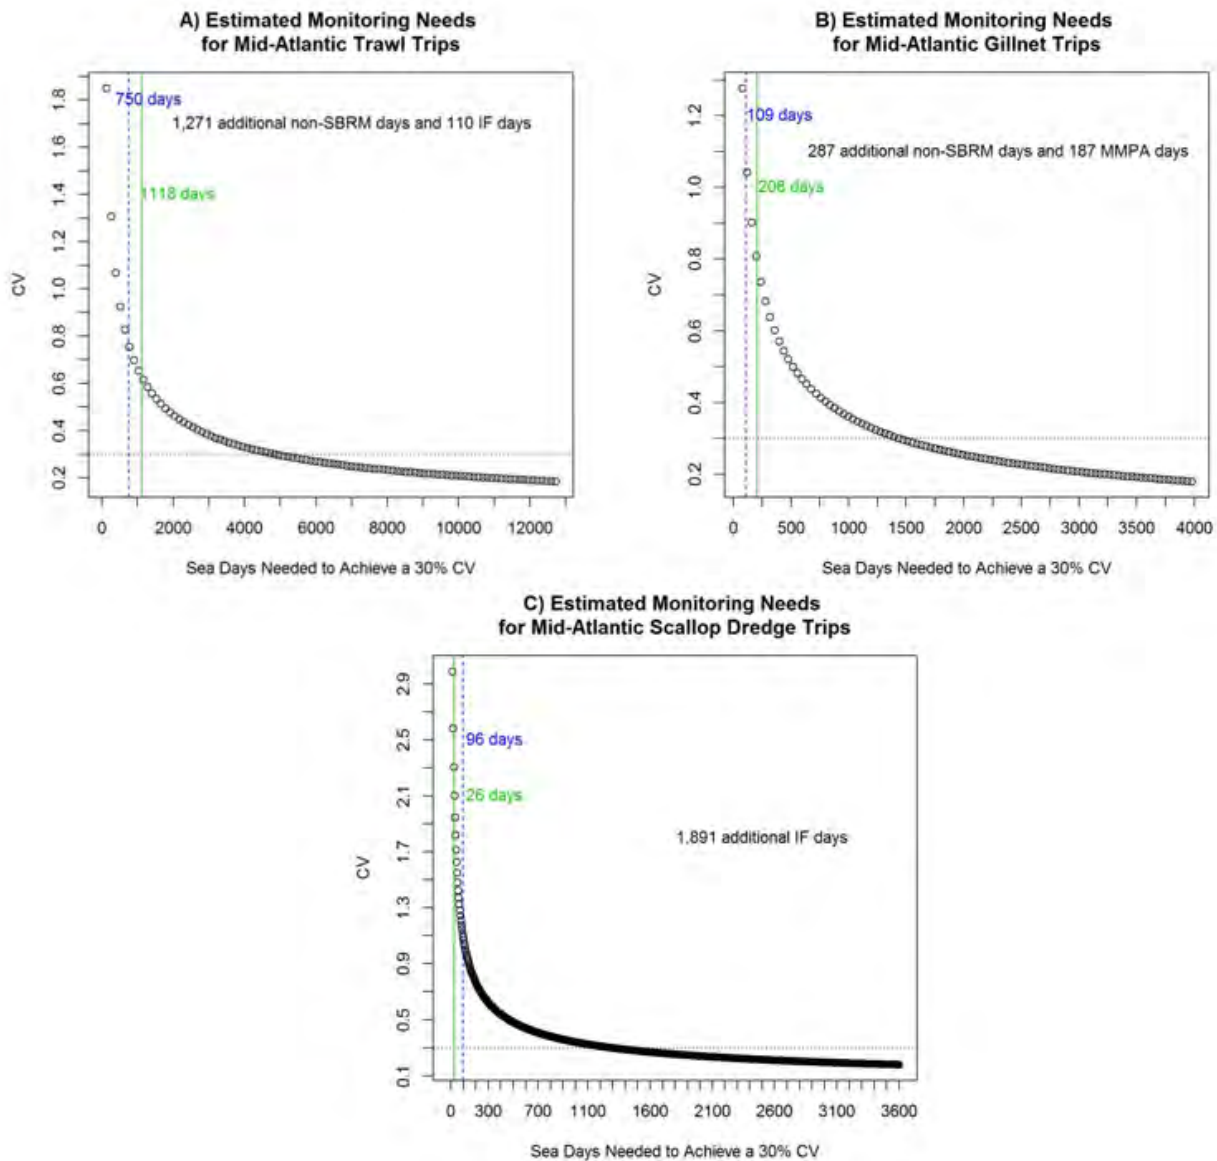 A) Estimated Monitoring Needs
for Mid-Atlantic Trawl Trips
CV
1.8
1.6
1.4
1.2
1.0
0.8
0.6
0.4
0.2
750 days
1,271 additional non-SBRM days and 110 IF days
1118 days
0 2000 4000 6000 8000 10000 12000
Sea Days Needed to Achieve a 30% CV
B) Estimated Monitoring Needs
for Mid-Atlantic Gillnet Trips
CV
1.2
1.0
0.8
0.6
0.4
0.2
109 days
287 additional non-SBRM days and 187 MMPA days
206 days
0 500 1000 1500 2000 2500 3000 3500 4000
Sea Days Needed to Achieve a 30% CV
C) Estimated Monitoring Needs
for Mid-Atlantic Scallop Dredge Trips
CV
2.9
2.5
2.1
1.7
1.3
0.9
0.5
0.1
96 days
26 days
1,891 additional IF days
0 300 700 1100 1600 2100 2600 3100 3600
Sea Days Needed to Achieve a 30% CV